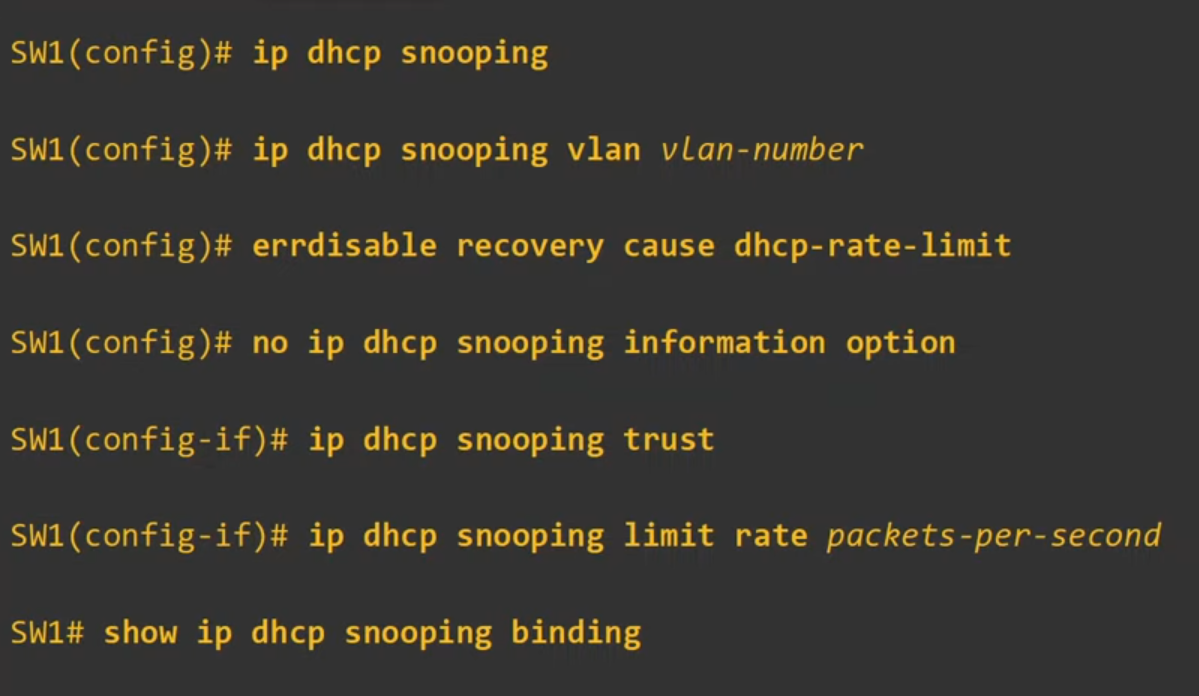 SW1(config)# ip dhcp snooping
SW1(config)# ip dhcp snooping vlan vlan-number
SW1(config)# errdisable recovery cause dhcp-rate-limit
SW1(config)# no ip dhcp snooping information option
SW1(config-if)# ip dhcp snooping trust
SW1(config-if)# ip dhcp snooping limit rate packets-per-second
SW1# show ip dhcp snooping binding